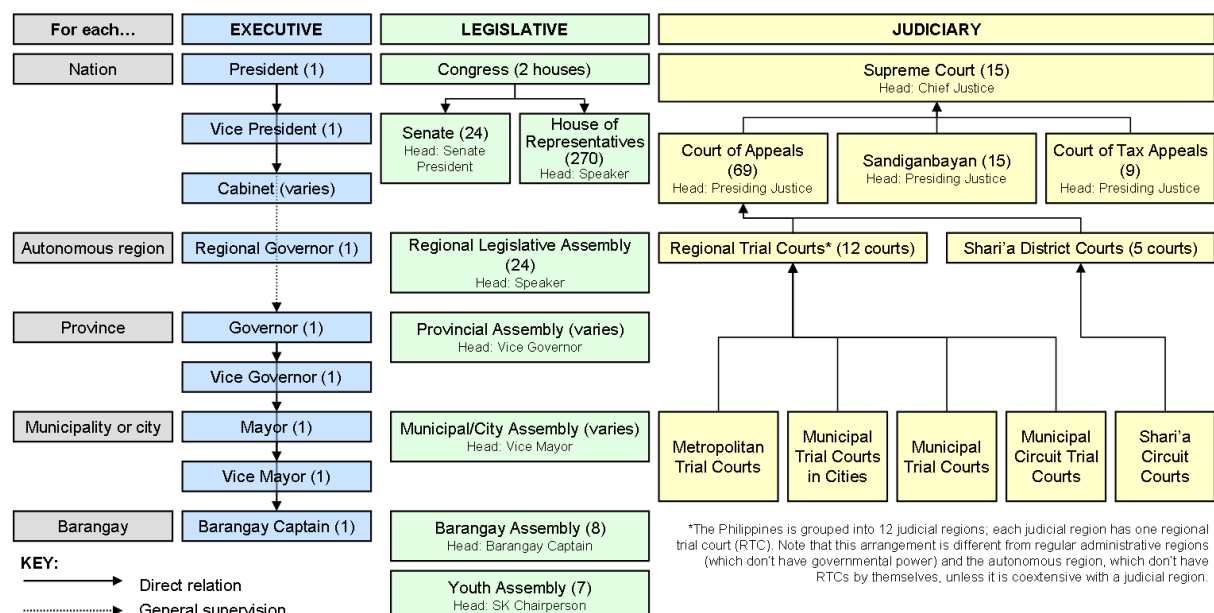 For each…
EXECUTIVE
LEGISLATIVE
JUDICIARY
Nation
President (1)
Congress (2 houses)
Supreme Court (15)
Head: Chief Justice
Vice President (1)
Senate (24)
Head: Senate
President
House of
Representatives
(270)
Head: Speaker
Court of Appeals
(69)
Head: Presiding Justice
Sandiganbayan (15)
Head: Presiding Justice
Court of Tax Appeals
(9)
Head: Presiding Justice
Cabinet (varies)
Autonomous region
Regional Governor (1)
Regional Legislative Assembly
(24)
Head: Speaker
Regional Trial Courts* (12 courts)
Shari'a District Courts (5 courts)
Province
Governor (1)
Provincial Assembly (varies)
Head: Vice Governor
Vice Governor (1)
Municipality or city
Mayor (1)
Municipal/City Assembly (varies)
Head: Vice Mayor
Metropolitan
Trial Courts
Municipal
Trial Courts
in Cities
Municipal
Trial Courts
Municipal
Circuit Trial
Courts
Shari'a
Circuit
Courts
Vice Mayor (1)
Barangay
Barangay Captain (1)
Barangay Assembly (8)
Head: Barangay Captain
*The Philippines is grouped into 12 judicial regions; each judicial region has one regional
trial court (RTC). Note that this arrangement is different from regular administrative regions
(which don't have governmental power) and the autonomous region, which don't have
RTCs by themselves, unless it is coextensive with a judicial region.
KEY:
Direct relation
General supervision
Youth Assembly (7)
Head: SK Chairperson